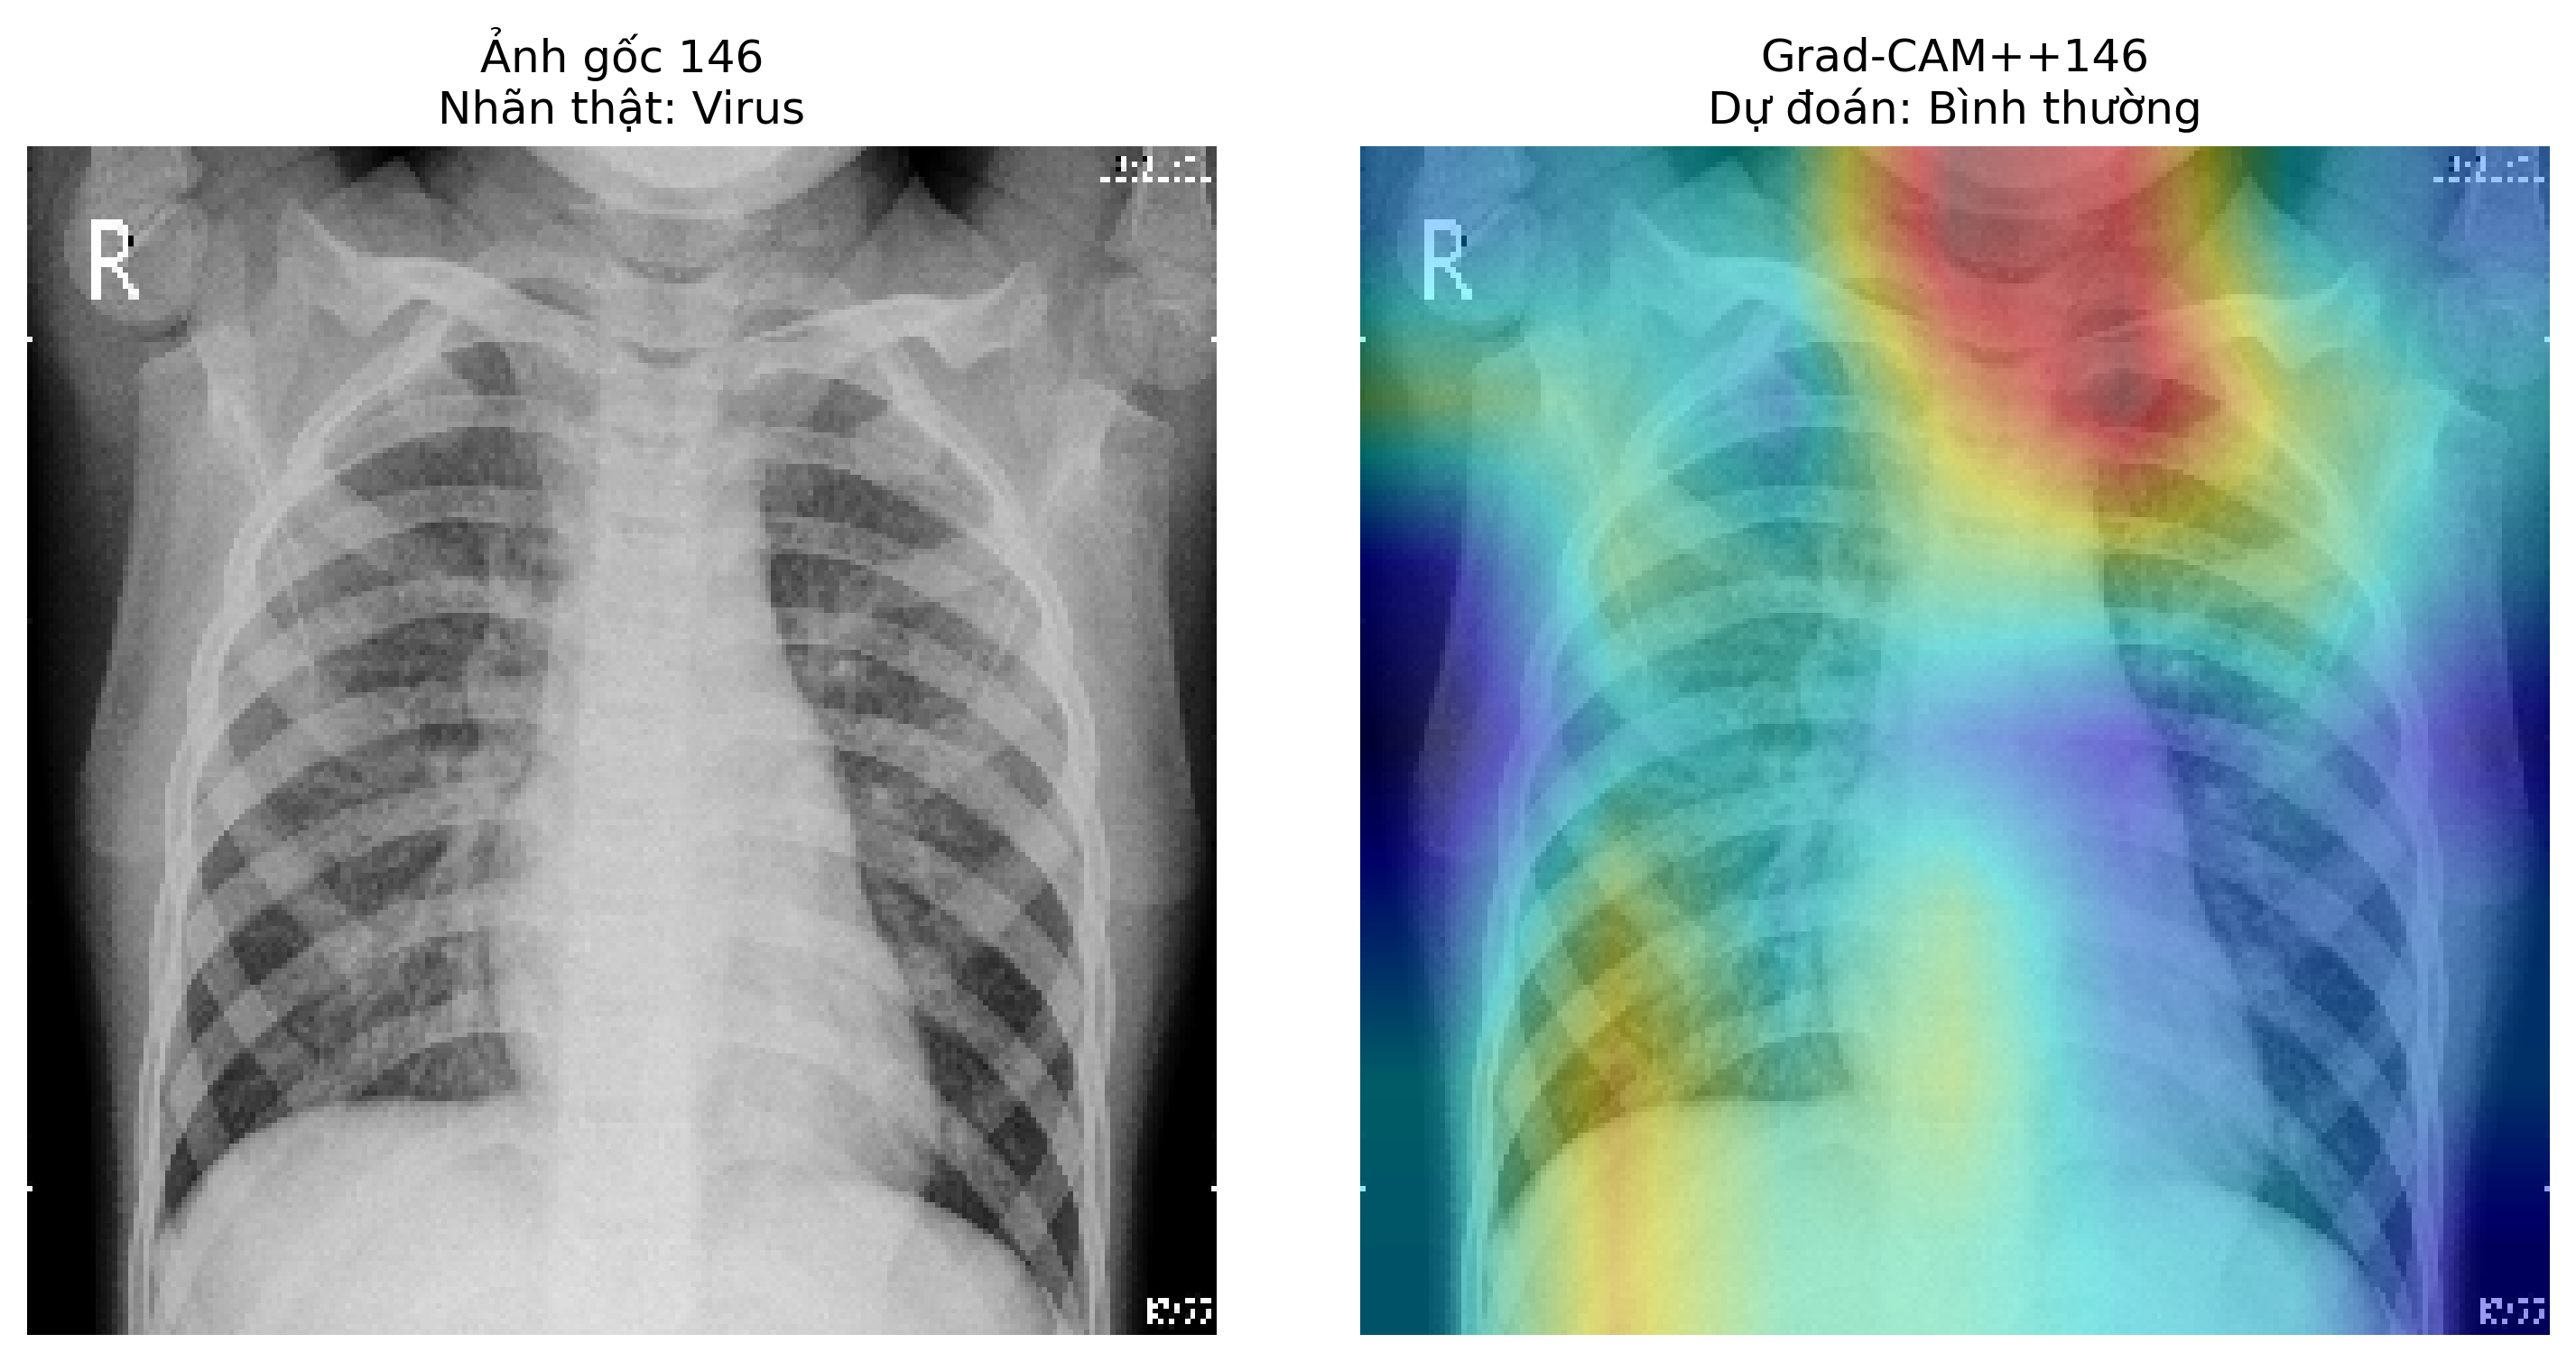 Ảnh gốc 146
Nhãn thật: Virus
Grad-CAM++146
Dự đoán: Bình thường
R
R